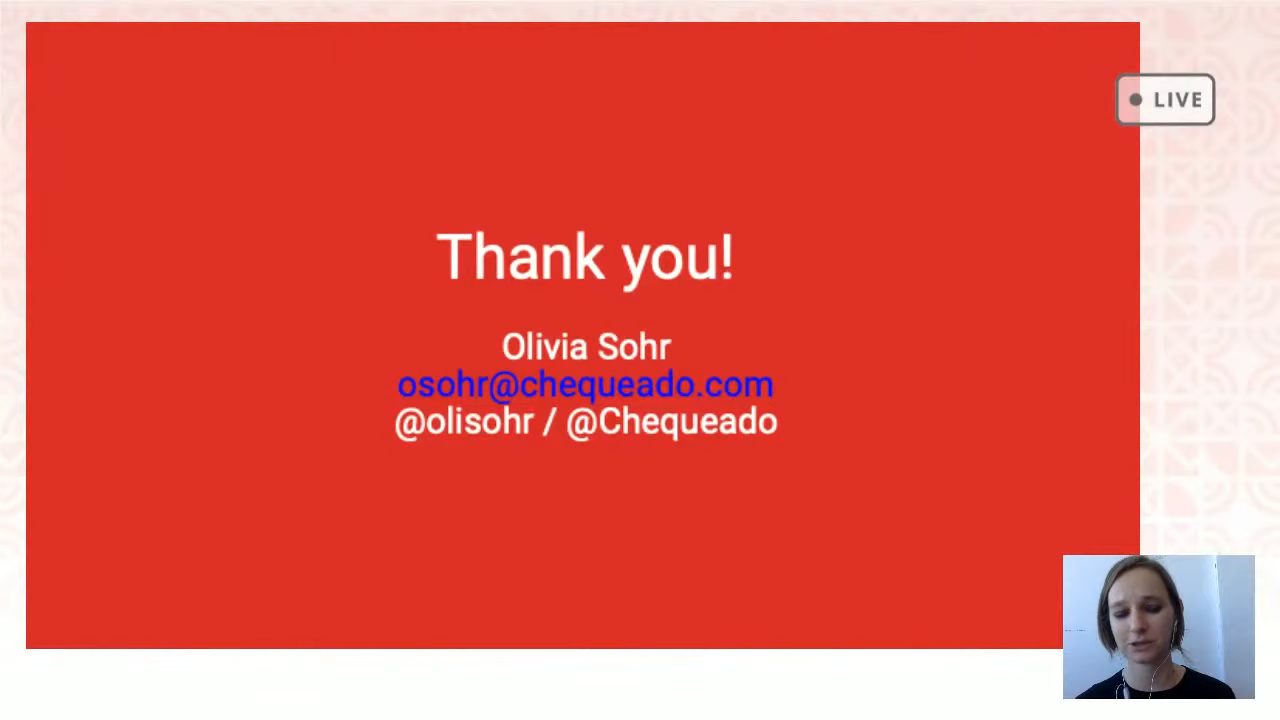 LIVE
Thank you!
Olivia Sohr
osohr@chequeado.com
@olisohr / @Chequeado